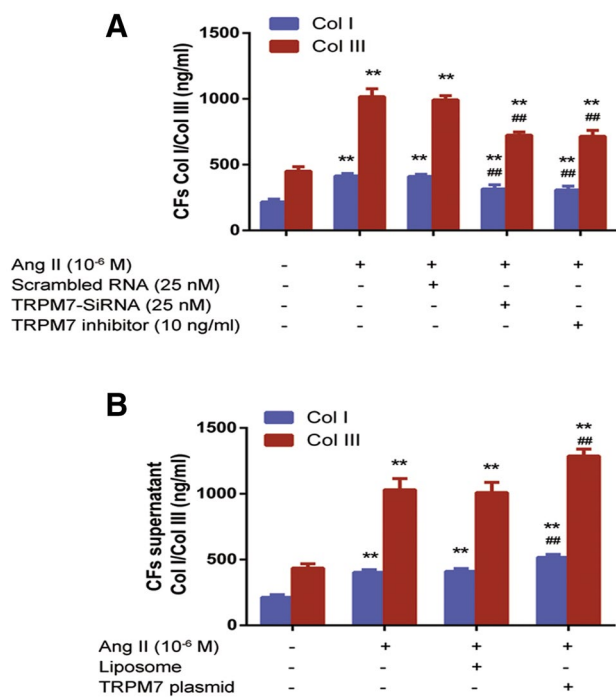 A
Col I
Col III
CFs Col I/Col III (ng/ml)
1500
1000
500
0
** ** ** ** ** ## ** ## ** ## ** ##
Ang II (10⁻⁶ M) - + + + +
Scrambled RNA (25 nM) - - + - -
TRPM7-SiRNA (25 nM) - - - + -
TRPM7 inhibitor (10 ng/ml) - - - - +
B
Col I
Col III
CFs supernatant
Col I/Col III (ng/ml)
1500
1000
500
0
** ** ** ** ** ## ** ##
Ang II (10⁻⁶ M) - + + +
Liposome - - + -
TRPM7 plasmid - - - +